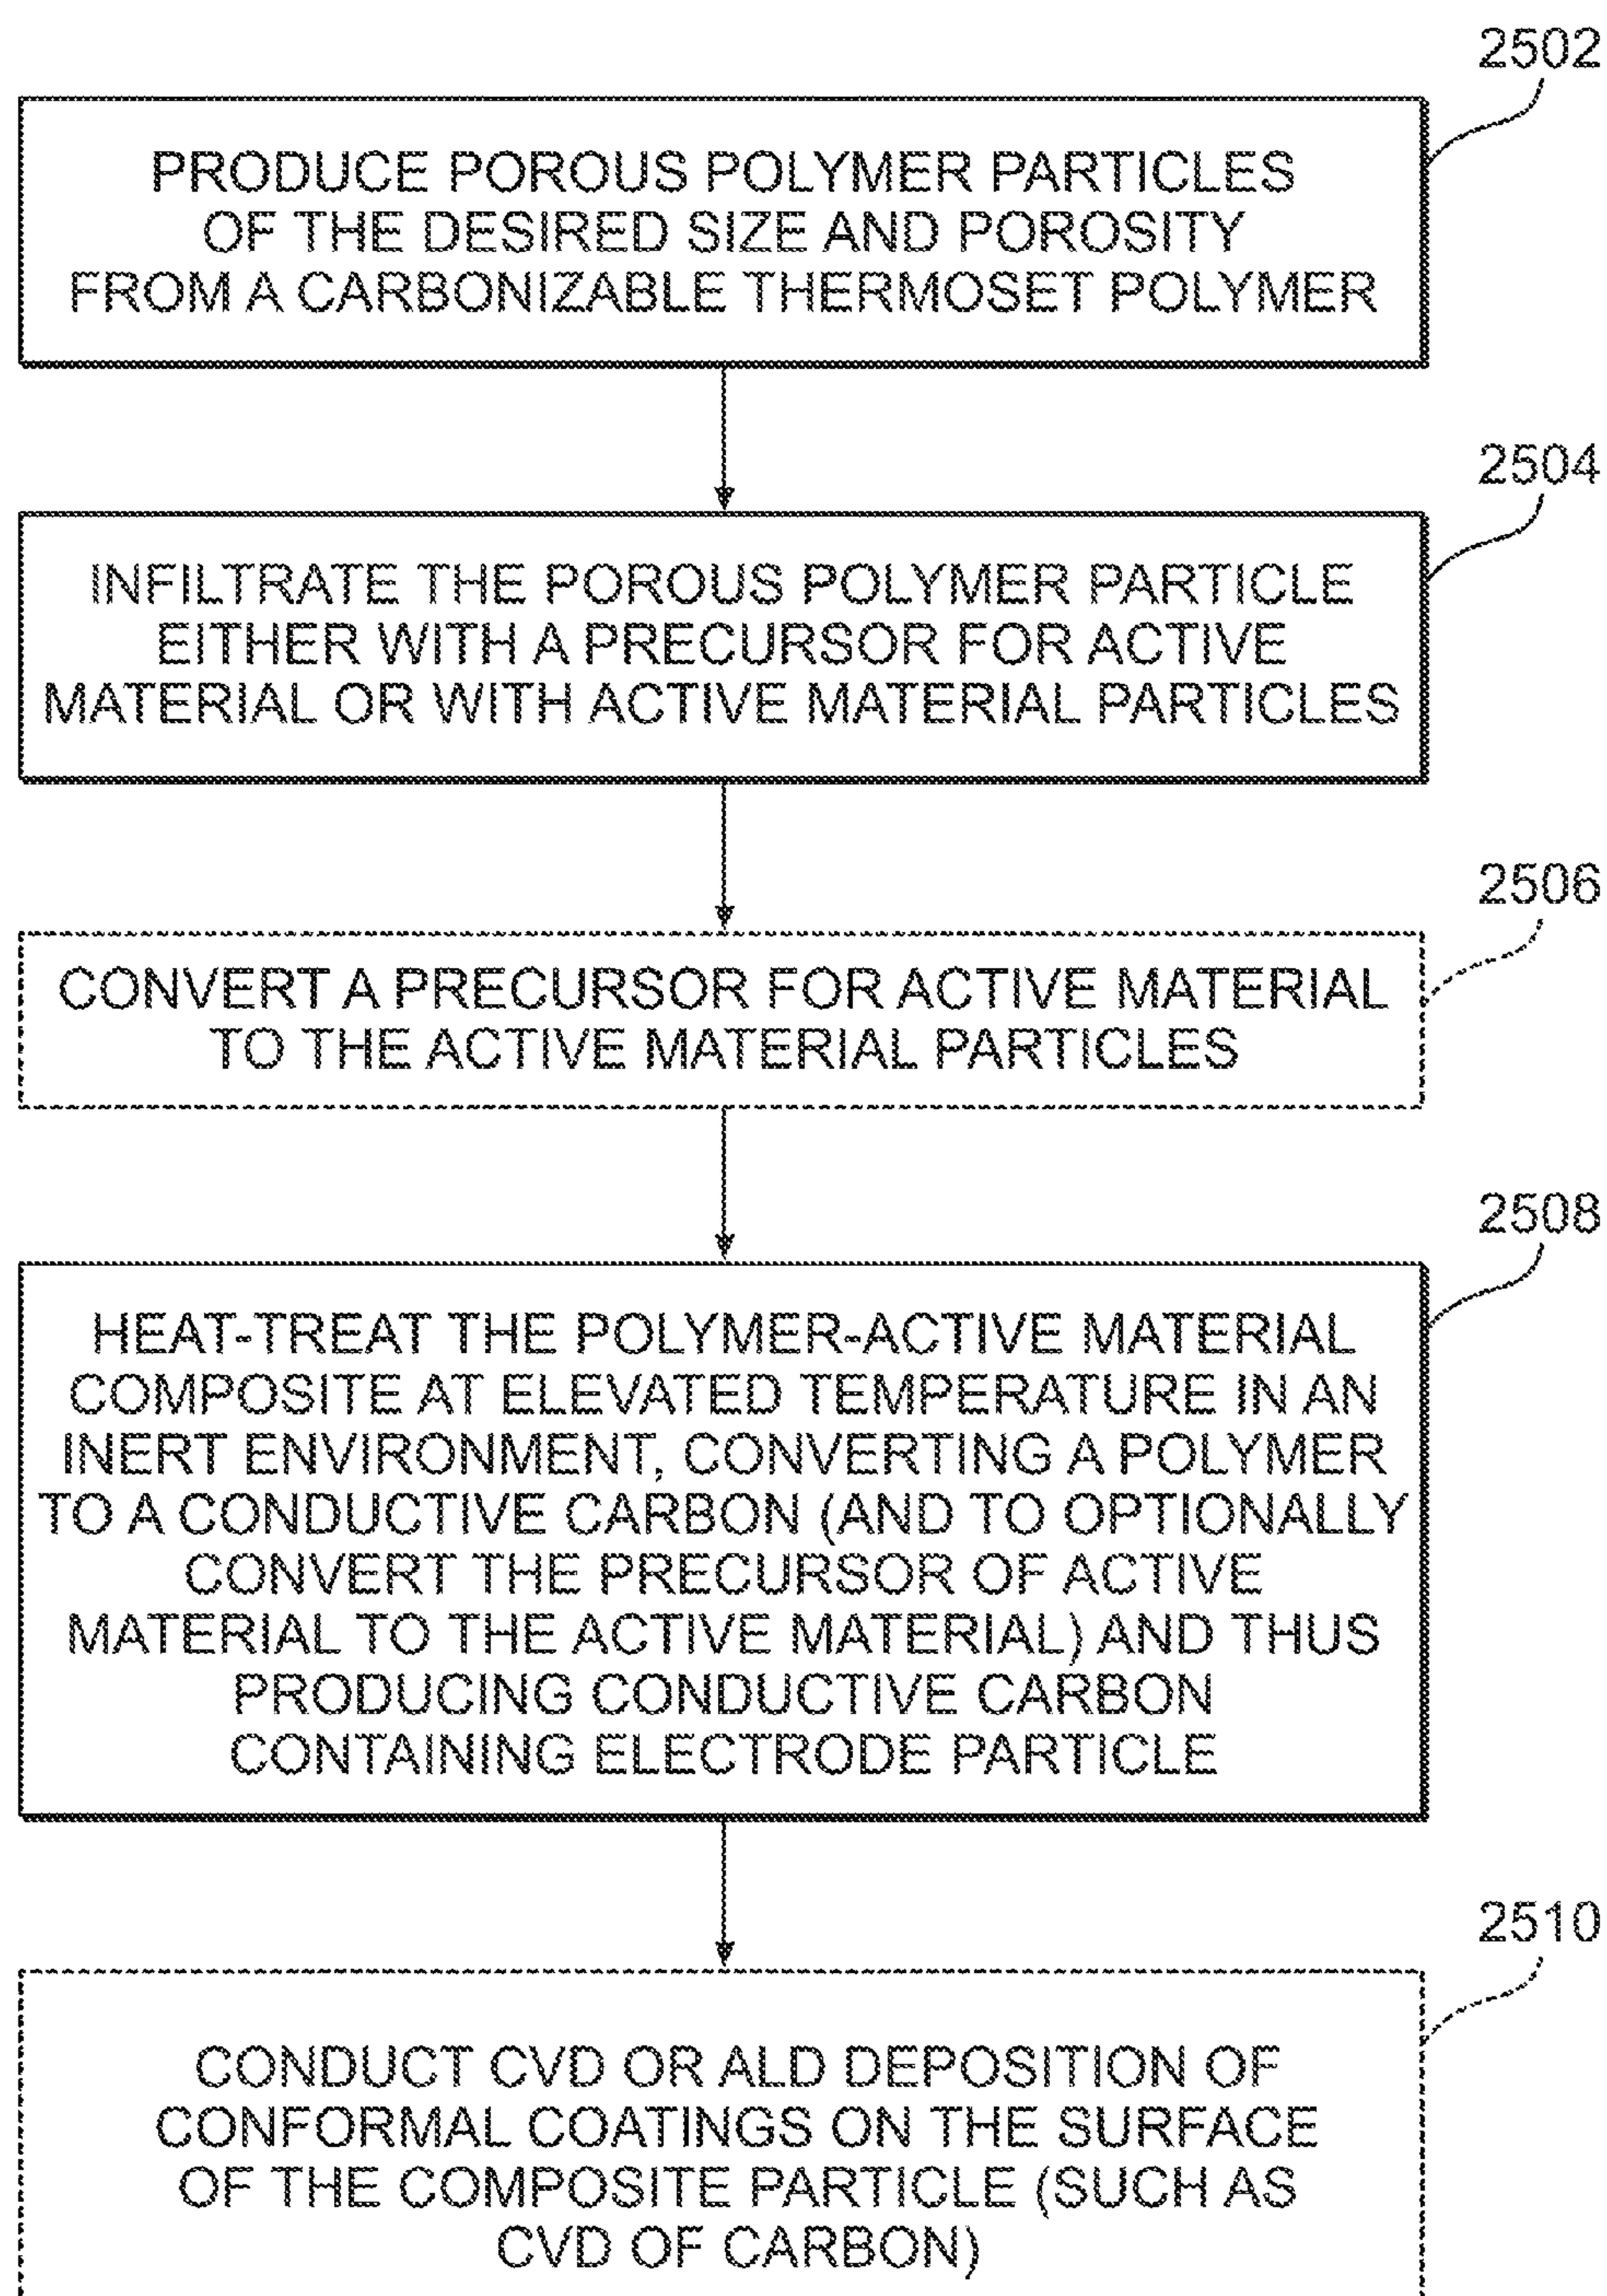 2502
PRODUCE POROUS POLYMER PARTICLES
OF THE DESIRED SIZE AND POROSITY
FROM A CARBONIZABLE THERMOSET POLYMER
2504
INFILTRATE THE POROUS POLYMER PARTICLE
EITHER WITH A PRECURSOR FOR ACTIVE
MATERIAL OR WITH ACTIVE MATERIAL PARTICLES
2506
CONVERT A PRECURSOR FOR ACTIVE MATERIAL
TO THE ACTIVE MATERIAL PARTICLES
2508
HEAT-TREAT THE POLYMER-ACTIVE MATERIAL
COMPOSITE AT ELEVATED TEMPERATURE IN AN
INERT ENVIRONMENT, CONVERTING A POLYMER
TO A CONDUCTIVE CARBON (AND TO OPTIONALLY
CONVERT THE PRECURSOR OF ACTIVE
MATERIAL TO THE ACTIVE MATERIAL) AND THUS
PRODUCING CONDUCTIVE CARBON
CONTAINING ELECTRODE PARTICLE
2510
CONDUCT CVD OR ALD DEPOSITION OF
CONFORMAL COATINGS ON THE SURFACE
OF THE COMPOSITE PARTICLE (SUCH AS
CVD OF CARBON)